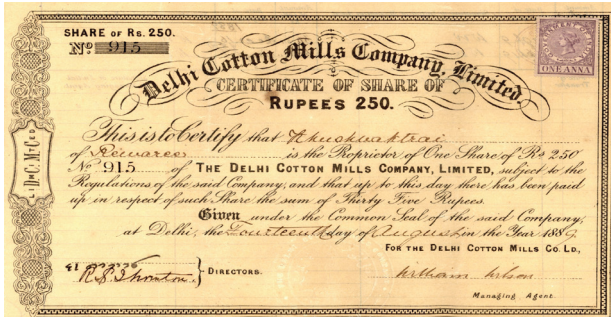 SHARE OF RS. 250.
No 915
Delhi Cotton Mills Company, Limited
CERTIFICATE OF SHARE OF
RUPEES 250.
ONE ANNA
This is to Certify that Khushwaktrai
of Rewaree is the Proprietor of One Share of Rs 250
No 915 of THE DELHI COTTON MILLS COMPANY, LIMITED, subject to the
Regulations of the said Company, and that up to this day there has been paid
up in respect of such Share the sum of Thirty Five Rupees.
Given under the Common Seal of the said Company,
at Delhi, the Fourteenth day of August in the Year 1889.
FOR THE DELHI COTTON MILLS CO. LD.,
DIRECTORS.
Managing Agent.